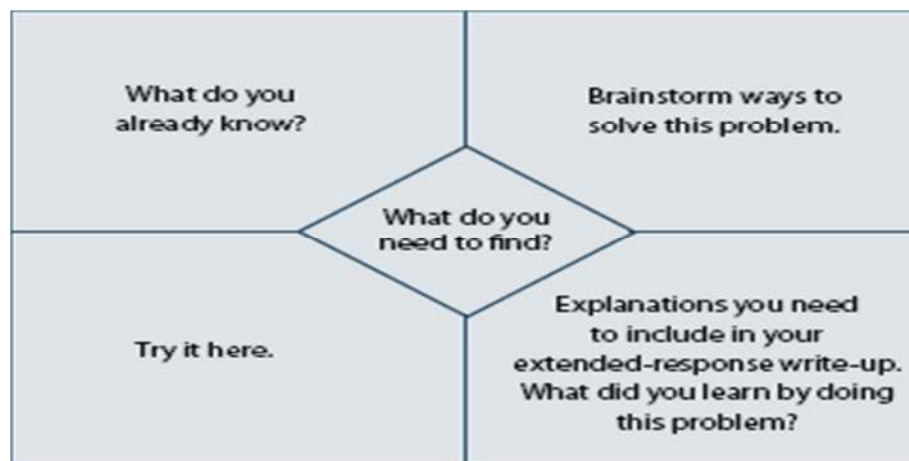 What do you
already know?
Brainstorm ways to
solve this problem.
What do you
need to find?
Try it here.
Explanations you need
to include in your
extended-response write-up.
What did you learn by doing
this problem?